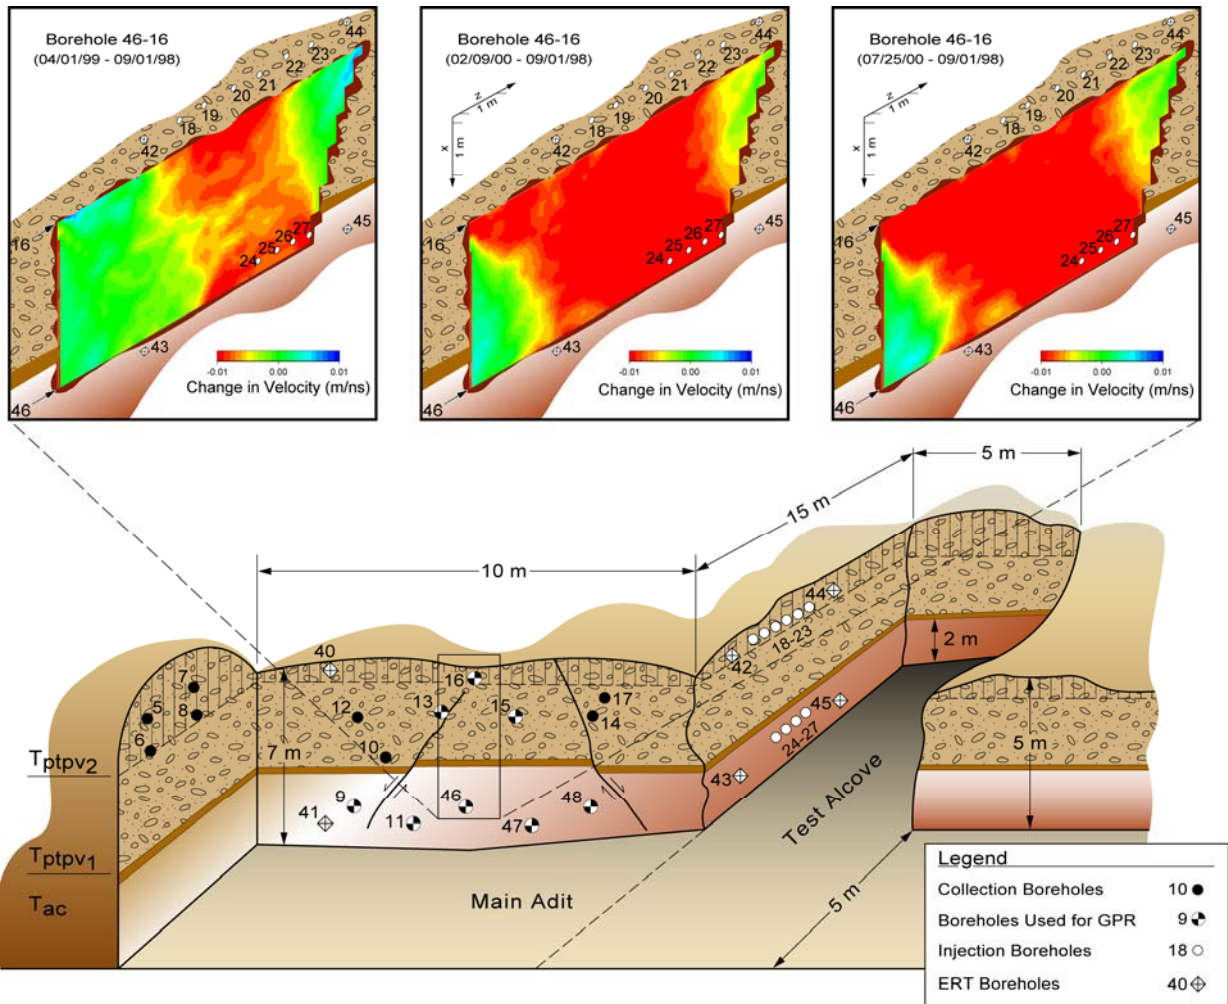 Borehole 46-16
(04/01/99 - 09/01/98)
44
23
22
21
20
19
18
42
16
27
26
25
24
45
43
46
-0.01 0.00 0.01
Change in Velocity (m/ns)
Borehole 46-16
(02/09/00 - 09/01/98)
z
1 m
x
1 m
44
23
22
21
20
19
18
42
16
27
26
25
24
45
43
46
-0.01 0.00 0.01
Change in Velocity (m/ns)
Borehole 46-16
(07/25/00 - 09/01/98)
z
1 m
x
1 m
44
23
22
21
20
19
18
42
16
27
26
25
24
45
43
46
-0.01 0.00 0.01
Change in Velocity (m/ns)
5 m
15 m
10 m
44
18-23
42
2 m
40
7
5
8
6
16
13
12
15
17
14
10
7 m
45
24-27
43
5 m
Tptpv2
Tptpv1
Tac
41
9
11
46
47
48
Test Alcove
Main Adit
5 m
Legend
Collection Boreholes 10
Boreholes Used for GPR 9
Injection Boreholes 18
ERT Boreholes 40